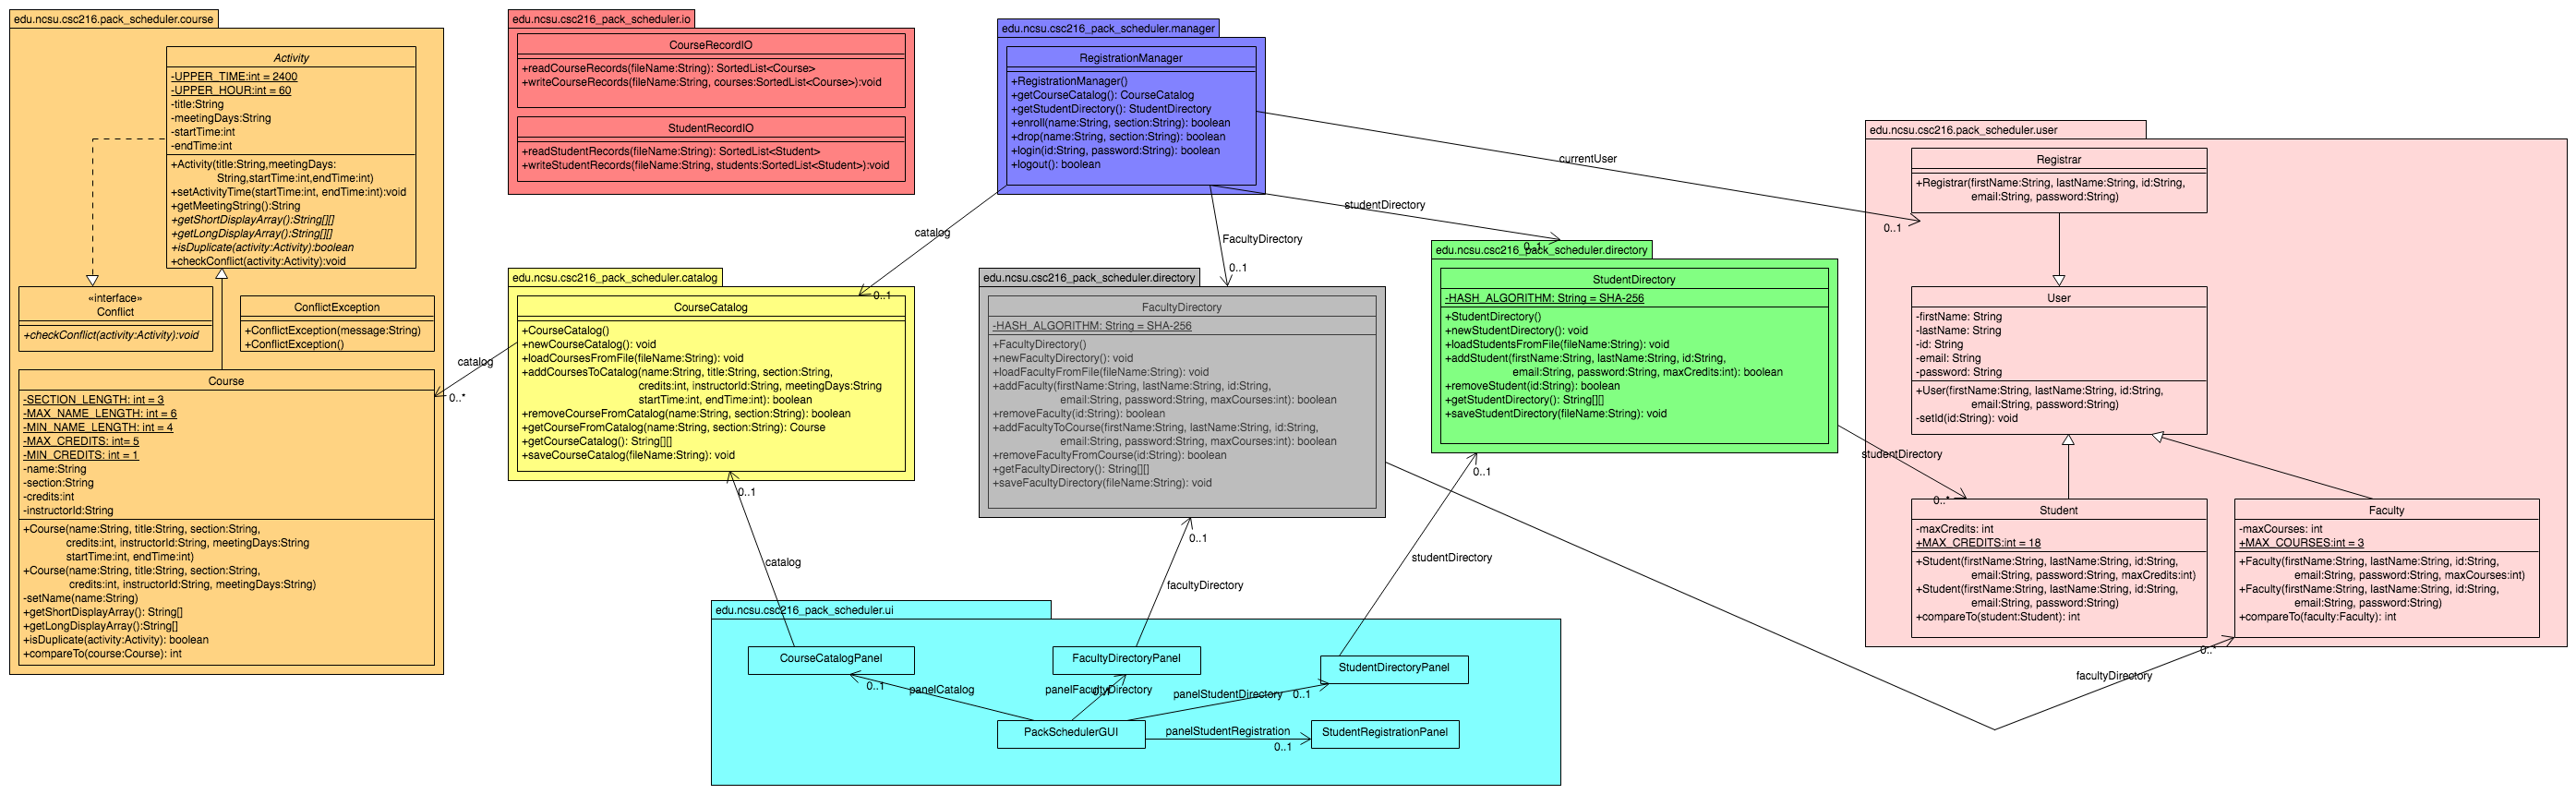 edu.ncsu.csc216.pack_scheduler.course
Activity
-UPPER_TIME:int = 2400
-UPPER_HOUR:int = 60
-title:String
-meetingDays:String
-startTime:int
-endTime:int
+Activity(title:String,meetingDays:
String,startTime:int,endTime:int)
+setActivityTime(startTime:int, endTime:int):void
+getMeetingString():String
+getShortDisplayArray():String[][]
+getLongDisplayArray():String[][]
+isDuplicate(activity:Activity):boolean
+checkConflict(activity:Activity):void
«interface»
Conflict
+checkConflict(activity:Activity):void
ConflictException
+ConflictException(message:String)
+ConflictException()
Course
-SECTION_LENGTH: int = 3
-MAX_NAME_LENGTH: int = 6
-MIN_NAME_LENGTH: int = 4
-MAX_CREDITS: int= 5
-MIN_CREDITS: int = 1
-name:String
-section:String
-credits:int
-instructorId:String
+Course(name:String, title:String, section:String,
credits:int, instructorId:String, meetingDays:String
startTime:int, endTime:int)
+Course(name:String, title:String, section:String,
credits:int, instructorId:String, meetingDays:String)
-setName(name:String)
+getShortDisplayArray(): String[]
+getLongDisplayArray():String[]
+isDuplicate(activity:Activity): boolean
+compareTo(course:Course): int
edu.ncsu.csc216_pack_scheduler.io
CourseRecordIO
+readCourseRecords(fileName:String): SortedList<Course>
+writeCourseRecords(fileName:String, courses:SortedList<Course>):void
StudentRecordIO
+readStudentRecords(fileName:String): SortedList<Student>
+writeStudentRecords(fileName:String, students:SortedList<Student>):void
edu.ncsu.csc216_pack_scheduler.manager
RegistrationManager
+RegistrationManager()
+getCourseCatalog(): CourseCatalog
+getStudentDirectory(): StudentDirectory
+enroll(name:String, section:String): boolean
+drop(name:String, section:String): boolean
+login(id:String, password:String): boolean
+logout(): boolean
currentUser
0..1
studentDirectory
0..1
FacultyDirectory
0..1
catalog
0..1
catalog
0..*
edu.ncsu.csc216_pack_scheduler.catalog
CourseCatalog
+CourseCatalog()
+newCourseCatalog(): void
+loadCoursesFromFile(fileName:String): void
+addCoursesToCatalog(name:String, title:String, section:String,
credits:int, instructorId:String, meetingDays:String
startTime:int, endTime:int): boolean
+removeCourseFromCatalog(name:String, section:String): boolean
+getCourseFromCatalog(name:String, section:String): Course
+getCourseCatalog(): String[][]
+saveCourseCatalog(fileName:String): void
edu.ncsu.csc216_pack_scheduler.directory
FacultyDirectory
-HASH_ALGORITHM: String = SHA-256
+FacultyDirectory()
+newFacultyDirectory(): void
+loadFacultyFromFile(fileName:String): void
+addFaculty(firstName:String, lastName:String, id:String,
email:String, password:String, maxCourses:int): boolean
+removeFaculty(id:String): boolean
+addFacultyToCourse(firstName:String, lastName:String, id:String,
email:String, password:String, maxCourses:int): boolean
+removeFacultyFromCourse(id:String): boolean
+getFacultyDirectory(): String[][]
+saveFacultyDirectory(fileName:String): void
edu.ncsu.csc216_pack_scheduler.directory
StudentDirectory
-HASH_ALGORITHM: String = SHA-256
+StudentDirectory()
+newStudentDirectory(): void
+loadStudentsFromFile(fileName:String): void
+addStudent(firstName:String, lastName:String, id:String,
email:String, password:String, maxCredits:int): boolean
+removeStudent(id:String): boolean
+getStudentDirectory(): String[][]
+saveStudentDirectory(fileName:String): void
edu.ncsu.csc216.pack_scheduler.user
Registrar
+Registrar(firstName:String, lastName:String, id:String,
email:String, password:String)
User
-firstName: String
-lastName: String
-id: String
-email: String
-password: String
+User(firstName:String, lastName:String, id:String,
email:String, password:String)
-setId(id:String): void
studentDirectory
0..*
Student
-maxCredits: int
+MAX_CREDITS:int = 18
+Student(firstName:String, lastName:String, id:String,
email:String, password:String, maxCredits:int)
+Student(firstName:String, lastName:String, id:String,
email:String, password:String)
+compareTo(student:Student): int
Faculty
-maxCourses: int
+MAX_COURSES:int = 3
+Faculty(firstName:String, lastName:String, id:String,
email:String, password:String, maxCourses:int)
+Faculty(firstName:String, lastName:String, id:String,
email:String, password:String)
+compareTo(faculty:Faculty): int
0..*
facultyDirectory
0..1
catalog
0..1
facultyDirectory
0..1
studentDirectory
edu.ncsu.csc216_pack_scheduler.ui
CourseCatalogPanel
FacultyDirectoryPanel
StudentDirectoryPanel
0..1
panelCatalog
panelFacultyDirectory
0..1
panelStudentDirectory
0..1
PackSchedulerGUI
panelStudentRegistration
0..1
StudentRegistrationPanel